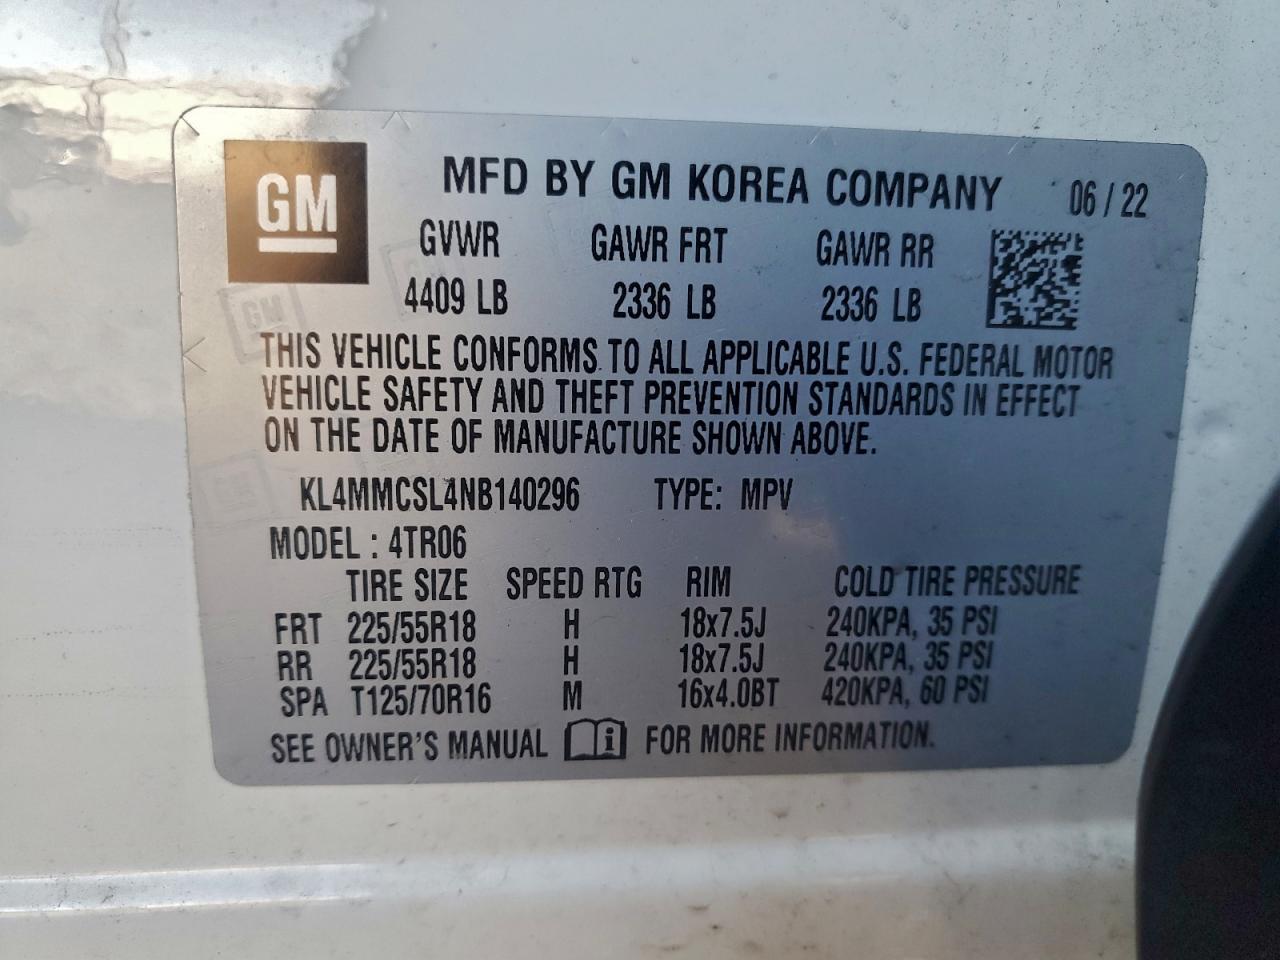 GM
MFD BY GM KOREA COMPANY 06 / 22
GVWR GAWR FRT GAWR RR
4409 LB 2336 LB 2336 LB
GM
THIS VEHICLE CONFORMS TO ALL APPLICABLE U.S. FEDERAL MOTOR
VEHICLE SAFETY AND THEFT PREVENTION STANDARDS IN EFFECT
ON THE DATE OF MANUFACTURE SHOWN ABOVE.
KL4MMCSL4NB140296 TYPE: MPV
MODEL : 4TR06
TIRE SIZE SPEED RTG RIM COLD TIRE PRESSURE
FRT 225/55R18 H 18x7.5J 240KPA, 35 PSI
RR 225/55R18 H 18x7.5J 240KPA, 35 PSI
SPA T125/70R16 M 16x4.0BT 420KPA, 60 PSI
SEE OWNER'S MANUAL i FOR MORE INFORMATION.